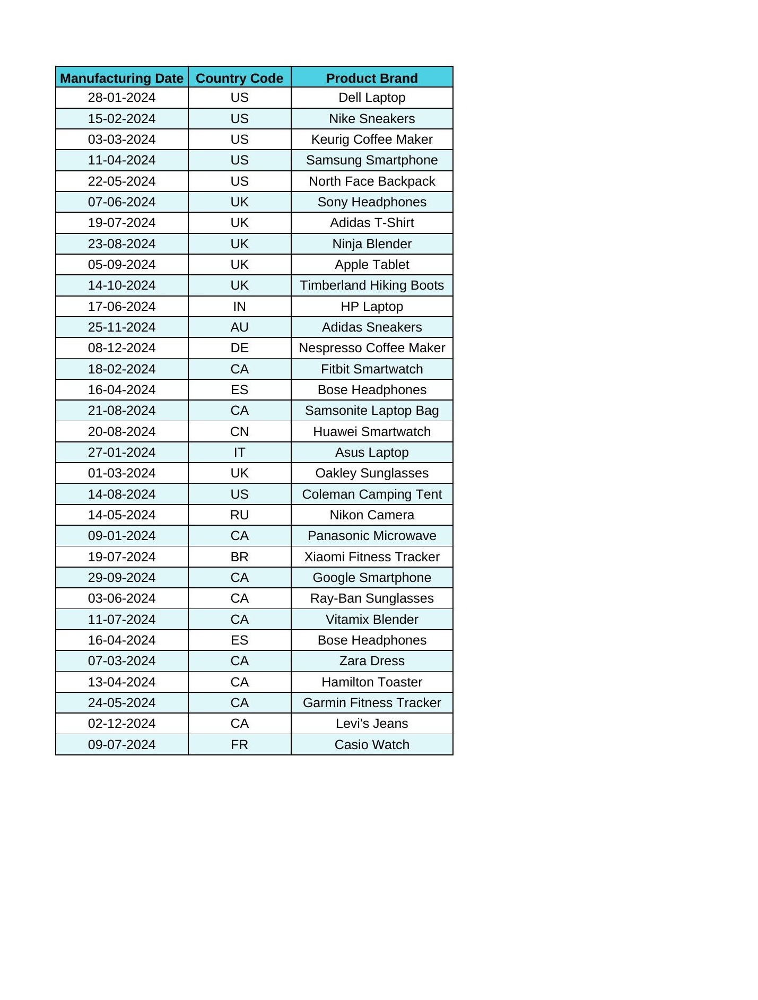 Manufacturing Date Country Code Product Brand
28-01-2024 US Dell Laptop
15-02-2024 US Nike Sneakers
03-03-2024 US Keurig Coffee Maker
11-04-2024 US Samsung Smartphone
22-05-2024 US North Face Backpack
07-06-2024 UK Sony Headphones
19-07-2024 UK Adidas T-Shirt
23-08-2024 UK Ninja Blender
05-09-2024 UK Apple Tablet
14-10-2024 UK Timberland Hiking Boots
17-06-2024 IN HP Laptop
25-11-2024 AU Adidas Sneakers
08-12-2024 DE Nespresso Coffee Maker
18-02-2024 CA Fitbit Smartwatch
16-04-2024 ES Bose Headphones
21-08-2024 CA Samsonite Laptop Bag
20-08-2024 CN Huawei Smartwatch
27-01-2024 IT Asus Laptop
01-03-2024 UK Oakley Sunglasses
14-08-2024 US Coleman Camping Tent
14-05-2024 RU Nikon Camera
09-01-2024 CA Panasonic Microwave
19-07-2024 BR Xiaomi Fitness Tracker
29-09-2024 CA Google Smartphone
03-06-2024 CA Ray-Ban Sunglasses
11-07-2024 CA Vitamix Blender
16-04-2024 ES Bose Headphones
07-03-2024 CA Zara Dress
13-04-2024 CA Hamilton Toaster
24-05-2024 CA Garmin Fitness Tracker
02-12-2024 CA Levi's Jeans
09-07-2024 FR Casio Watch